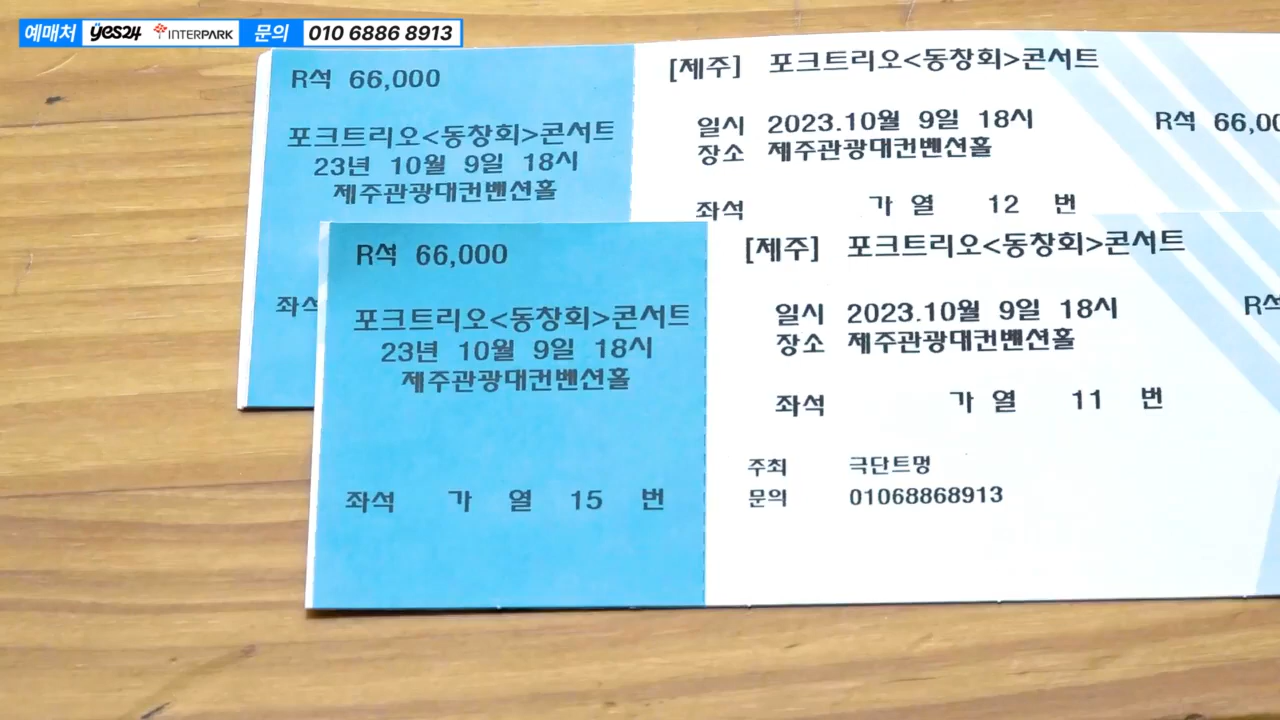 예매처 yes24 INTERPARK 문의 010 6886 8913
R석 66,000
포크트리오<동창회>콘서트
23년 10월 9일 18시
제주관광대컨벤션홀
좌석
[제주] 포크트리오<동창회>콘서트
일시 2023.10월 9일 18시 R석 66,00
장소 제주관광대컨벤션홀
좌석 가 열 12 번
R석 66,000
포크트리오<동창회>콘서트
23년 10월 9일 18시
제주관광대컨벤션홀
좌석 가 열 15 번
[제주] 포크트리오<동창회>콘서트
일시 2023.10월 9일 18시 R석
장소 제주관광대컨벤션홀
좌석 가 열 11 번
주최 극단트멍
문의 01068868913